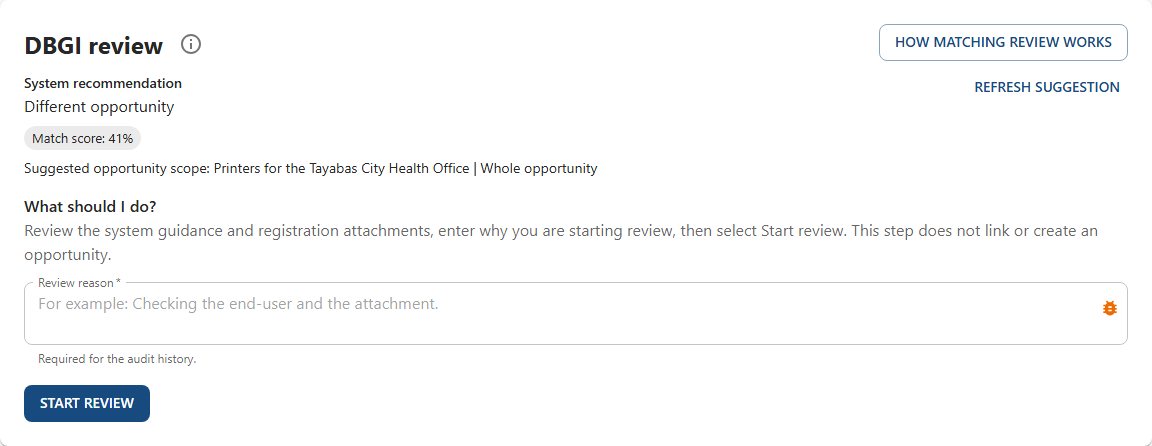 DBGI review
HOW MATCHING REVIEW WORKS
System recommendation
REFRESH SUGGESTION
Different opportunity
Match score: 41%
Suggested opportunity scope: Printers for the Tayabas City Health Office | Whole opportunity
What should I do?
Review the system guidance and registration attachments, enter why you are starting review, then select Start review. This step does not link or create an
opportunity.
Review reason *
For example: Checking the end-user and the attachment.
Required for the audit history.
START REVIEW